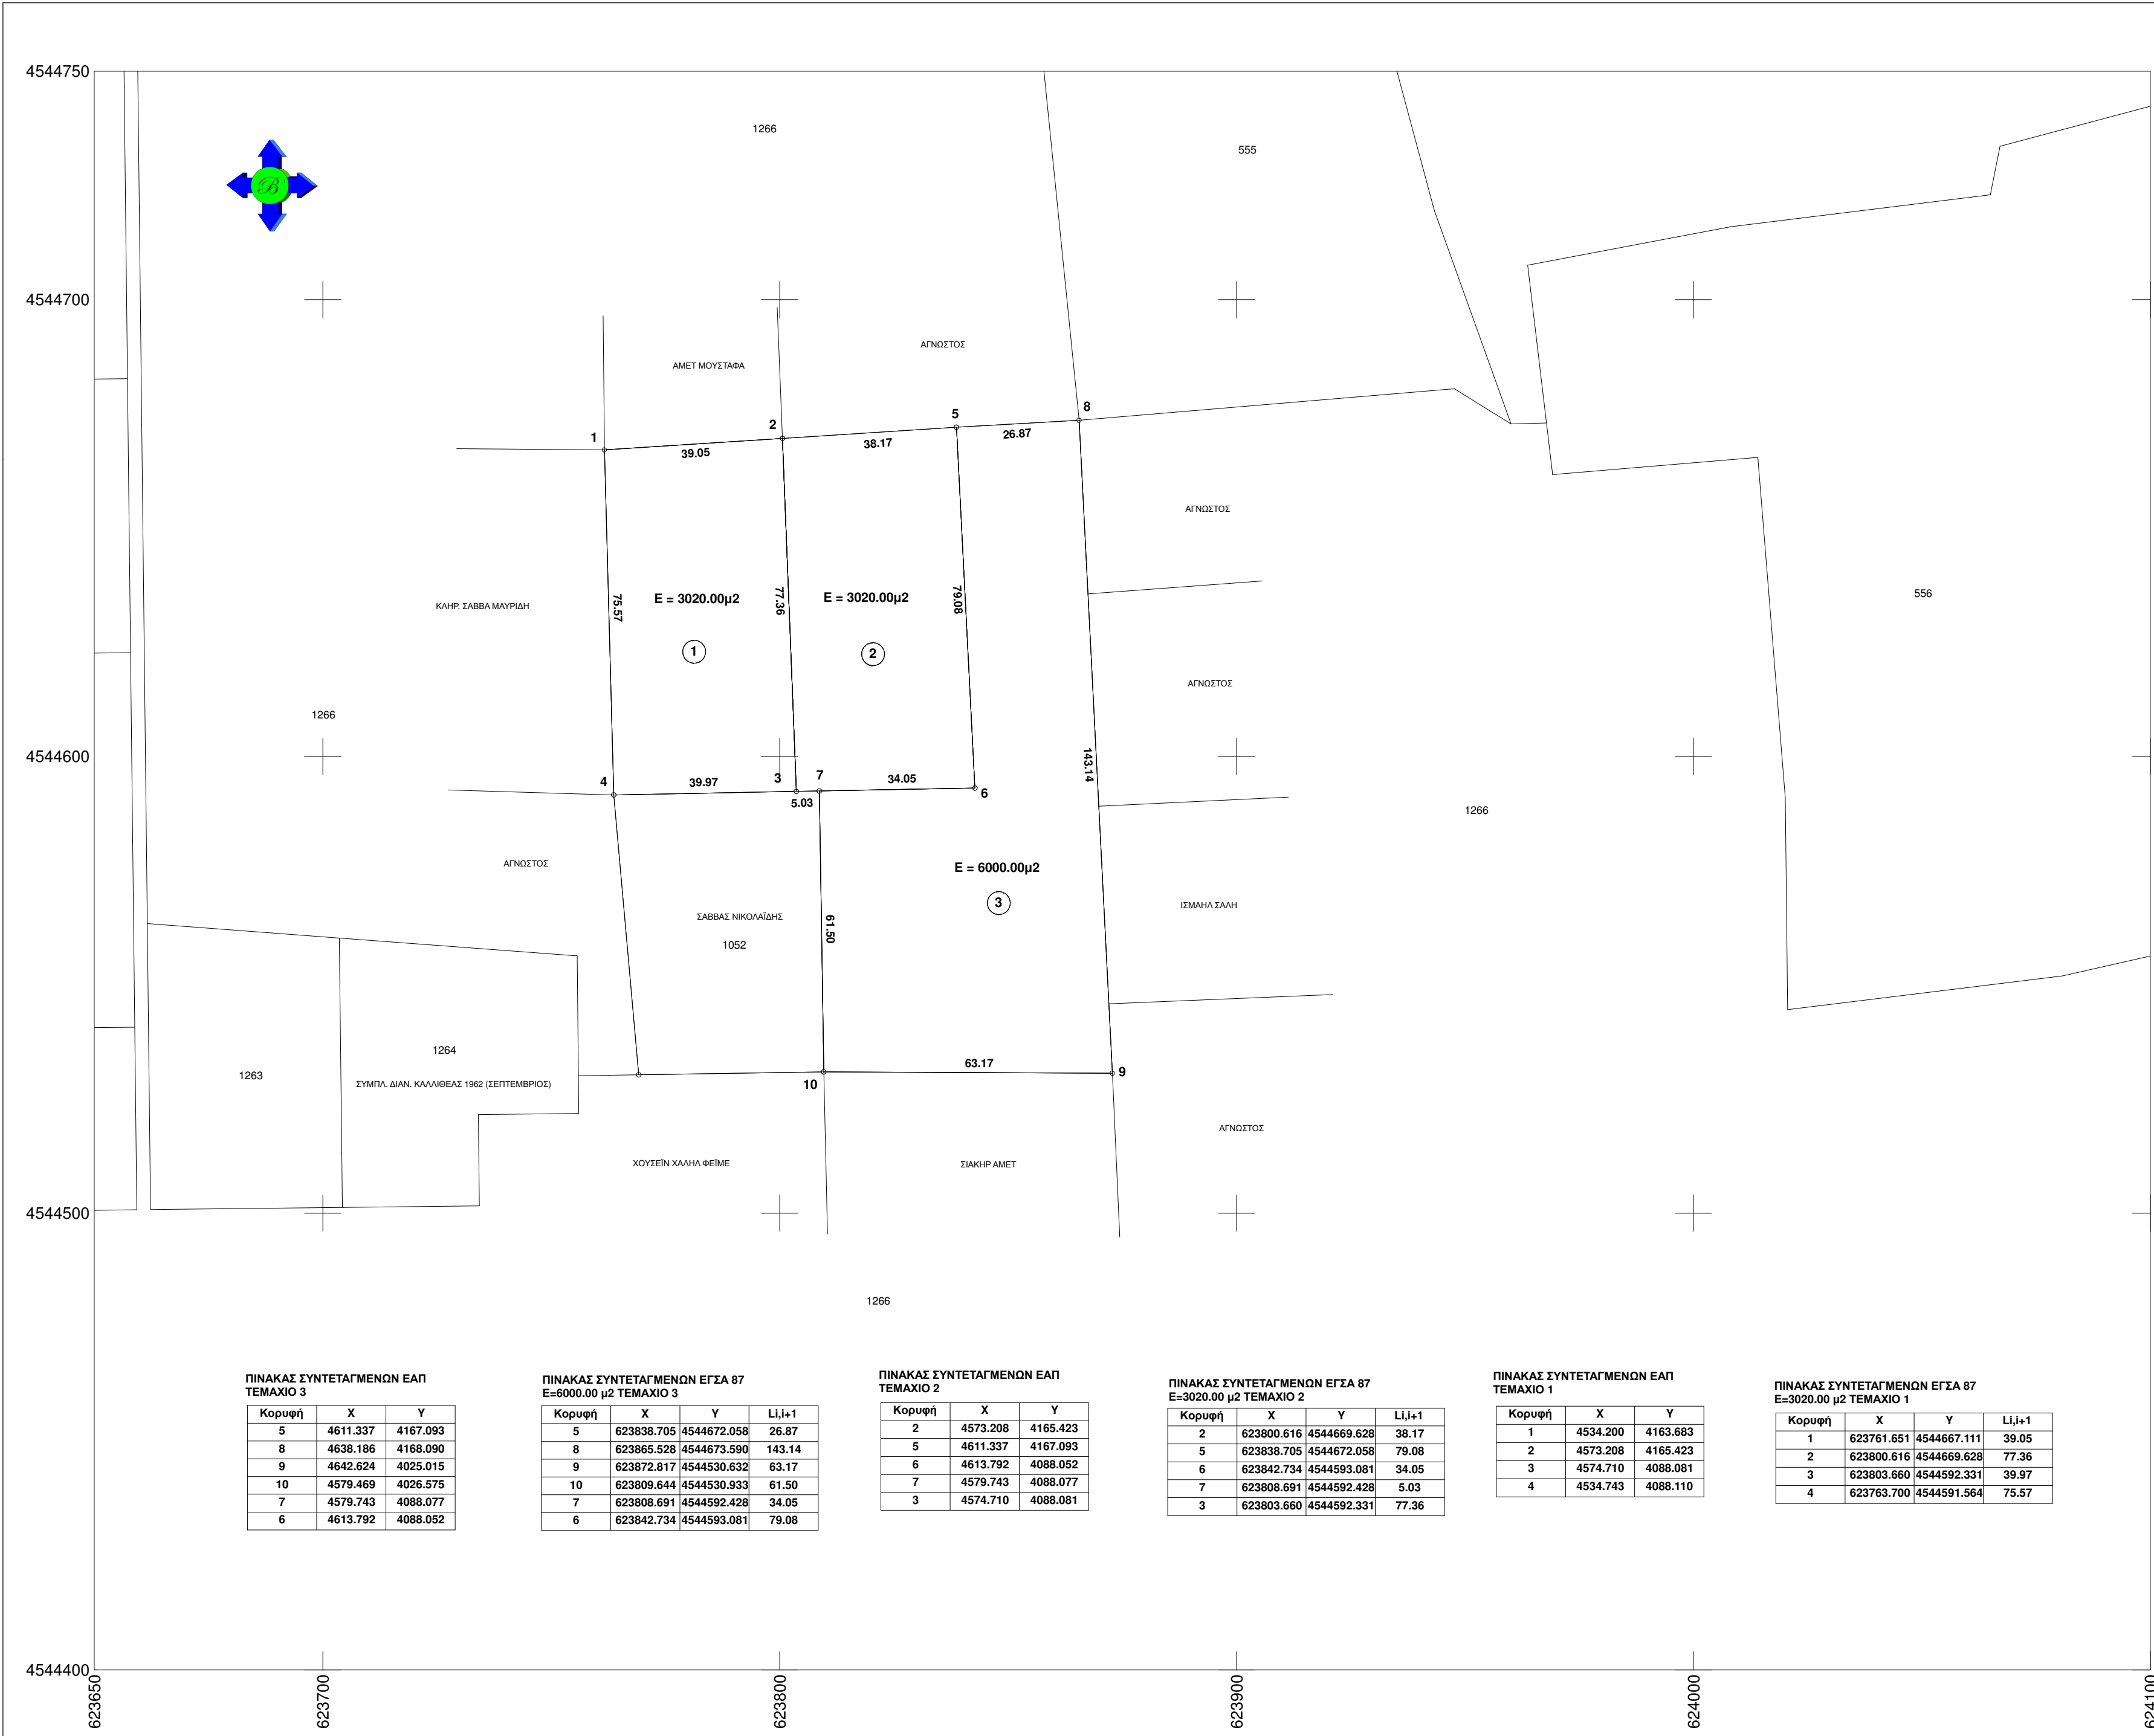 4544750
1266
555
B
4544700
ΑΓΝΩΣΤΟΣ
ΑΜΕΤ ΜΟΥΣΤΑΦΑ
8
5
2
1
26.87
38.17
39.05
ΑΓΝΩΣΤΟΣ
75.57
Ε = 3020.00μ2
77.36
Ε = 3020.00μ2
79.08
556
ΚΛΗΡ. ΣΑΒΒΑ ΜΑΥΡΙΔΗ
1
2
ΑΓΝΩΣΤΟΣ
1266
4544600
143.14
4
39.97
3
7
34.05
6
5.03
1266
ΑΓΝΩΣΤΟΣ
Ε = 6000.00μ2
3
ΙΣΜΑΗΛ ΣΑΛΗ
ΣΑΒΒΑΣ ΝΙΚΟΛΑΪΔΗΣ
61.50
1052
1264
1263
ΣΥΜΠΛ. ΔΙΑΝ. ΚΑΛΛΙΘΕΑΣ 1962 (ΣΕΠΤΕΜΒΡΙΟΣ)
63.17
10
9
ΑΓΝΩΣΤΟΣ
ΧΟΥΣΕΪΝ ΧΑΛΗΛ ΦΕΪΜΕ
ΣΙΑΚΗΡ ΑΜΕΤ
4544500
1266
ΠΙΝΑΚΑΣ ΣΥΝΤΕΤΑΓΜΕΝΩΝ ΕΑΠ
ΤΕΜΑΧΙΟ 3
Κορυφή X Y
5 4611.337 4167.093
8 4638.186 4168.090
9 4642.624 4025.015
10 4579.469 4026.575
7 4579.743 4088.077
6 4613.792 4088.052
ΠΙΝΑΚΑΣ ΣΥΝΤΕΤΑΓΜΕΝΩΝ ΕΓΣΑ 87
Ε=6000.00 μ2 ΤΕΜΑΧΙΟ 3
Κορυφή X Y Li,i+1
5 623838.705 4544672.058 26.87
8 623865.528 4544673.590 143.14
9 623872.817 4544530.632 63.17
10 623809.644 4544530.933 61.50
7 623808.691 4544592.428 34.05
6 623842.734 4544593.081 79.08
ΠΙΝΑΚΑΣ ΣΥΝΤΕΤΑΓΜΕΝΩΝ ΕΑΠ
ΤΕΜΑΧΙΟ 2
Κορυφή X Y
2 4573.208 4165.423
5 4611.337 4167.093
6 4613.792 4088.052
7 4579.743 4088.077
3 4574.710 4088.081
ΠΙΝΑΚΑΣ ΣΥΝΤΕΤΑΓΜΕΝΩΝ ΕΓΣΑ 87
Ε=3020.00 μ2 ΤΕΜΑΧΙΟ 2
Κορυφή X Y Li,i+1
2 623800.616 4544669.628 38.17
5 623838.705 4544672.058 79.08
6 623842.734 4544593.081 34.05
7 623808.691 4544592.428 5.03
3 623803.660 4544592.331 77.36
ΠΙΝΑΚΑΣ ΣΥΝΤΕΤΑΓΜΕΝΩΝ ΕΑΠ
ΤΕΜΑΧΙΟ 1
Κορυφή X Y
1 4534.200 4163.683
2 4573.208 4165.423
3 4574.710 4088.081
4 4534.743 4088.110
ΠΙΝΑΚΑΣ ΣΥΝΤΕΤΑΓΜΕΝΩΝ ΕΓΣΑ 87
Ε=3020.00 μ2 ΤΕΜΑΧΙΟ 1
Κορυφή X Y Li,i+1
1 623761.651 4544667.111 39.05
2 623800.616 4544669.628 77.36
3 623803.660 4544592.331 39.97
4 623763.700 4544591.564 75.57
4544400
623650
623700
623800
623900
624000
624100